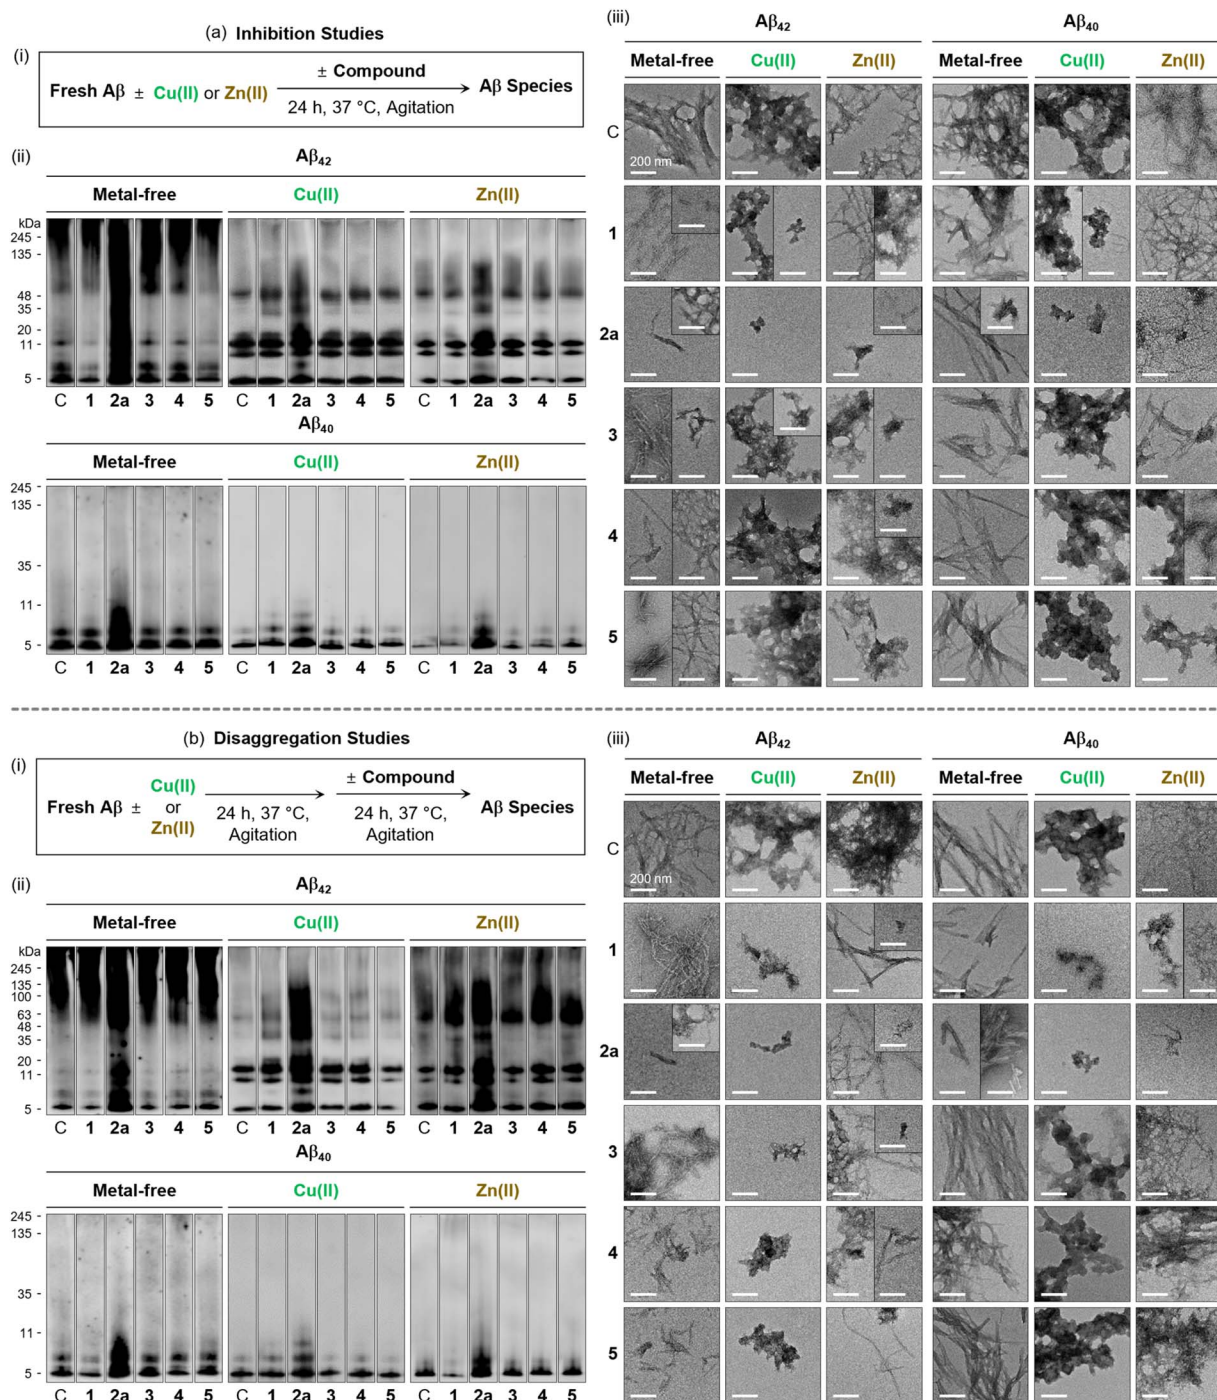 (a) Inhibition Studies
(i)
Fresh Aβ ± Cu(II) or Zn(II)
± Compound
24 h, 37 °C, Agitation
Aβ Species
(ii)
Aβ42
Metal-free Cu(II) Zn(II)
kDa
245 -
135 -
48 -
35 -
20 -
11 -
5 -
C 1 2a 3 4 5 C 1 2a 3 4 5 C 1 2a 3 4 5
Aβ40
Metal-free Cu(II) Zn(II)
245 -
135 -
35 -
11 -
5 -
C 1 2a 3 4 5 C 1 2a 3 4 5 C 1 2a 3 4 5
(iii)
Aβ42 Aβ40
Metal-free Cu(II) Zn(II) Metal-free Cu(II) Zn(II)
C
200 nm
1
2a
3
4
5
(b) Disaggregation Studies
(i)
Fresh Aβ ±
Cu(II)
or
Zn(II)
24 h, 37 °C,
Agitation
± Compound
24 h, 37 °C,
Agitation
Aβ Species
(ii)
Aβ42
Metal-free Cu(II) Zn(II)
kDa
245 -
135 -
100 -
63 -
48 -
35 -
20 -
11 -
5 -
C 1 2a 3 4 5 C 1 2a 3 4 5 C 1 2a 3 4 5
Aβ40
Metal-free Cu(II) Zn(II)
245 -
135 -
35 -
11 -
5 -
C 1 2a 3 4 5 C 1 2a 3 4 5 C 1 2a 3 4 5
(iii)
Aβ42 Aβ40
Metal-free Cu(II) Zn(II) Metal-free Cu(II) Zn(II)
C
200 nm
1
2a
3
4
5